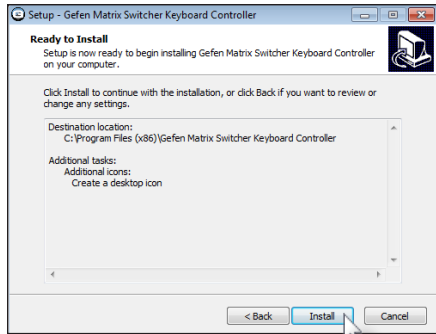 Setup - Gefen Matrix Switcher Keyboard Controller
Ready to Install
Setup is now ready to begin installing Gefen Matrix Switcher Keyboard Controller
on your computer.
Click Install to continue with the installation, or click Back if you want to review or
change any settings.
Destination location:
C:\Program Files (x86)\Gefen Matrix Switcher Keyboard Controller
Additional tasks:
Additional icons:
Create a desktop icon
< Back
Install
Cancel